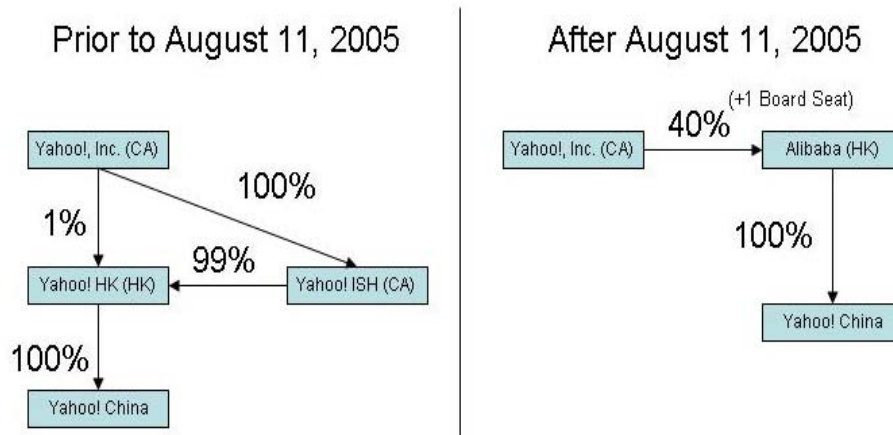 Prior to August 11, 2005
Yahoo!, Inc. (CA)
100%
1%
99%
Yahoo! HK (HK)
Yahoo! ISH (CA)
100%
Yahoo! China
After August 11, 2005
(+1 Board Seat)
40%
Yahoo!, Inc. (CA)
Alibaba (HK)
100%
Yahoo! China